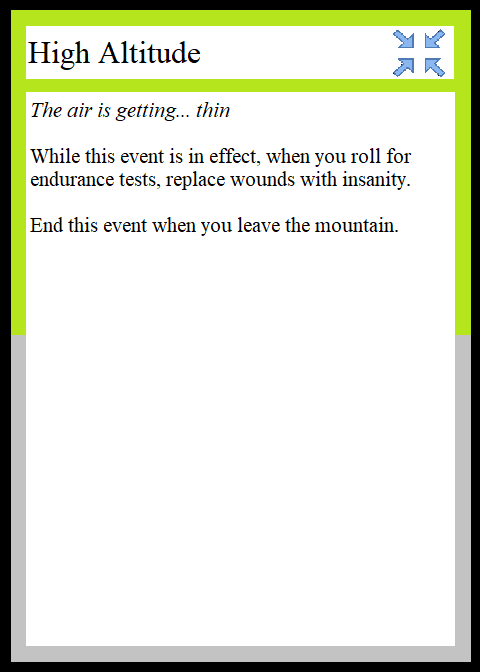 High Altitude
The air is getting... thin
While this event is in effect, when you roll for
endurance tests, replace wounds with insanity.
End this event when you leave the mountain.